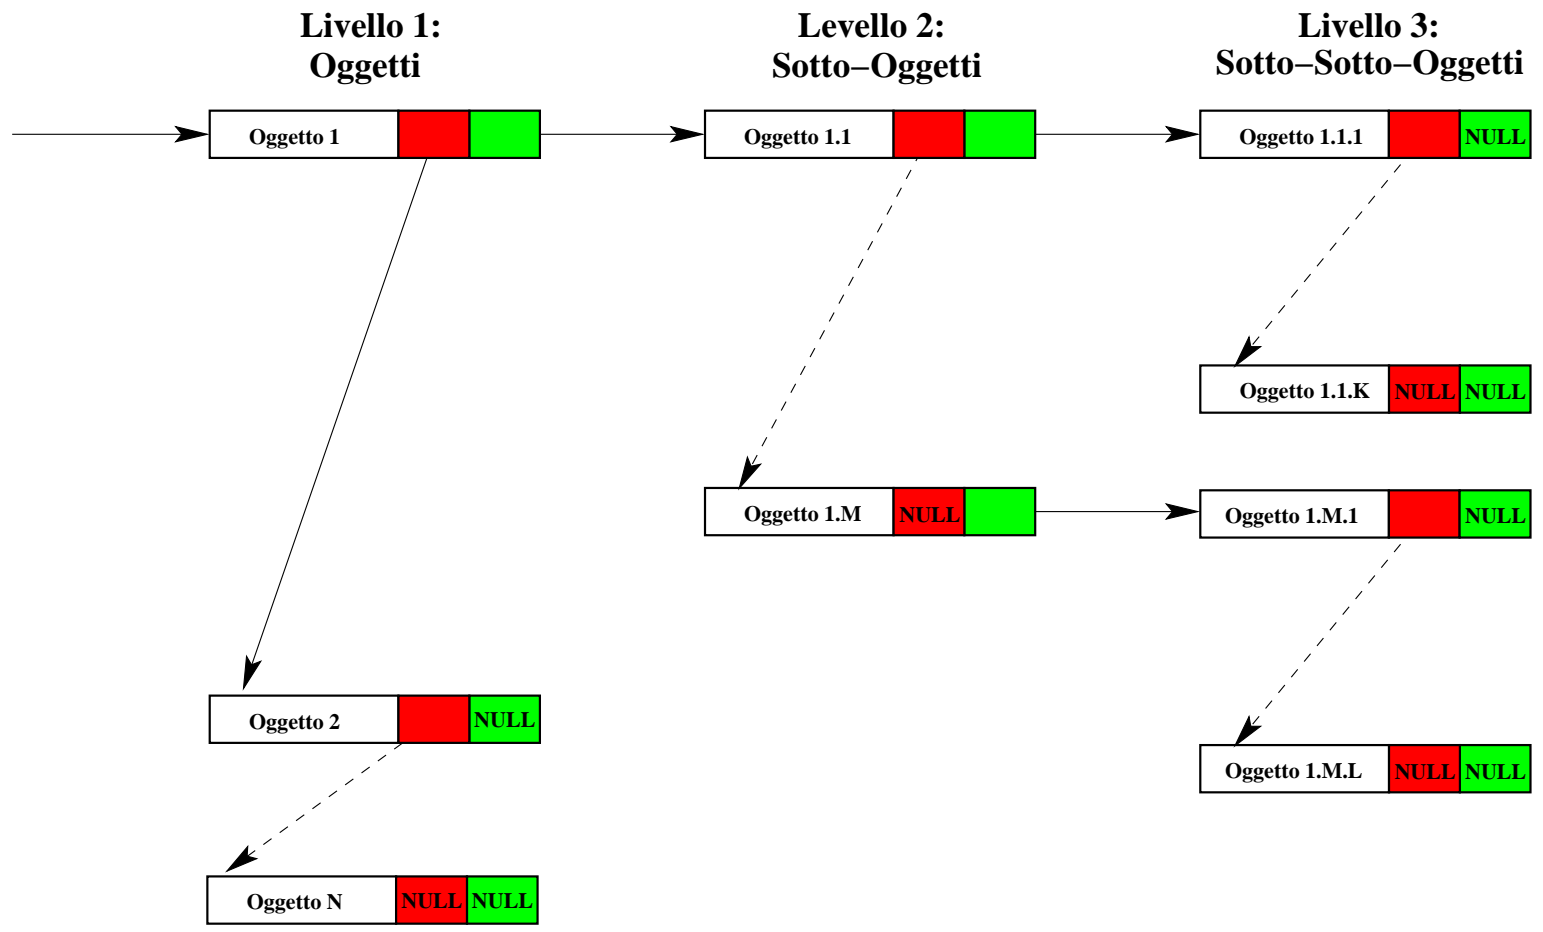 Livello 1:
Oggetti
Levello 2:
Sotto–Oggetti
Livello 3:
Sotto–Sotto–Oggetti
Oggetto 1
Oggetto 1.1
Oggetto 1.1.1
NULL
Oggetto 1.1.K
NULL
NULL
Oggetto 1.M
NULL
Oggetto 1.M.1
NULL
Oggetto 2
NULL
Oggetto 1.M.L
NULL
NULL
Oggetto N
NULL
NULL